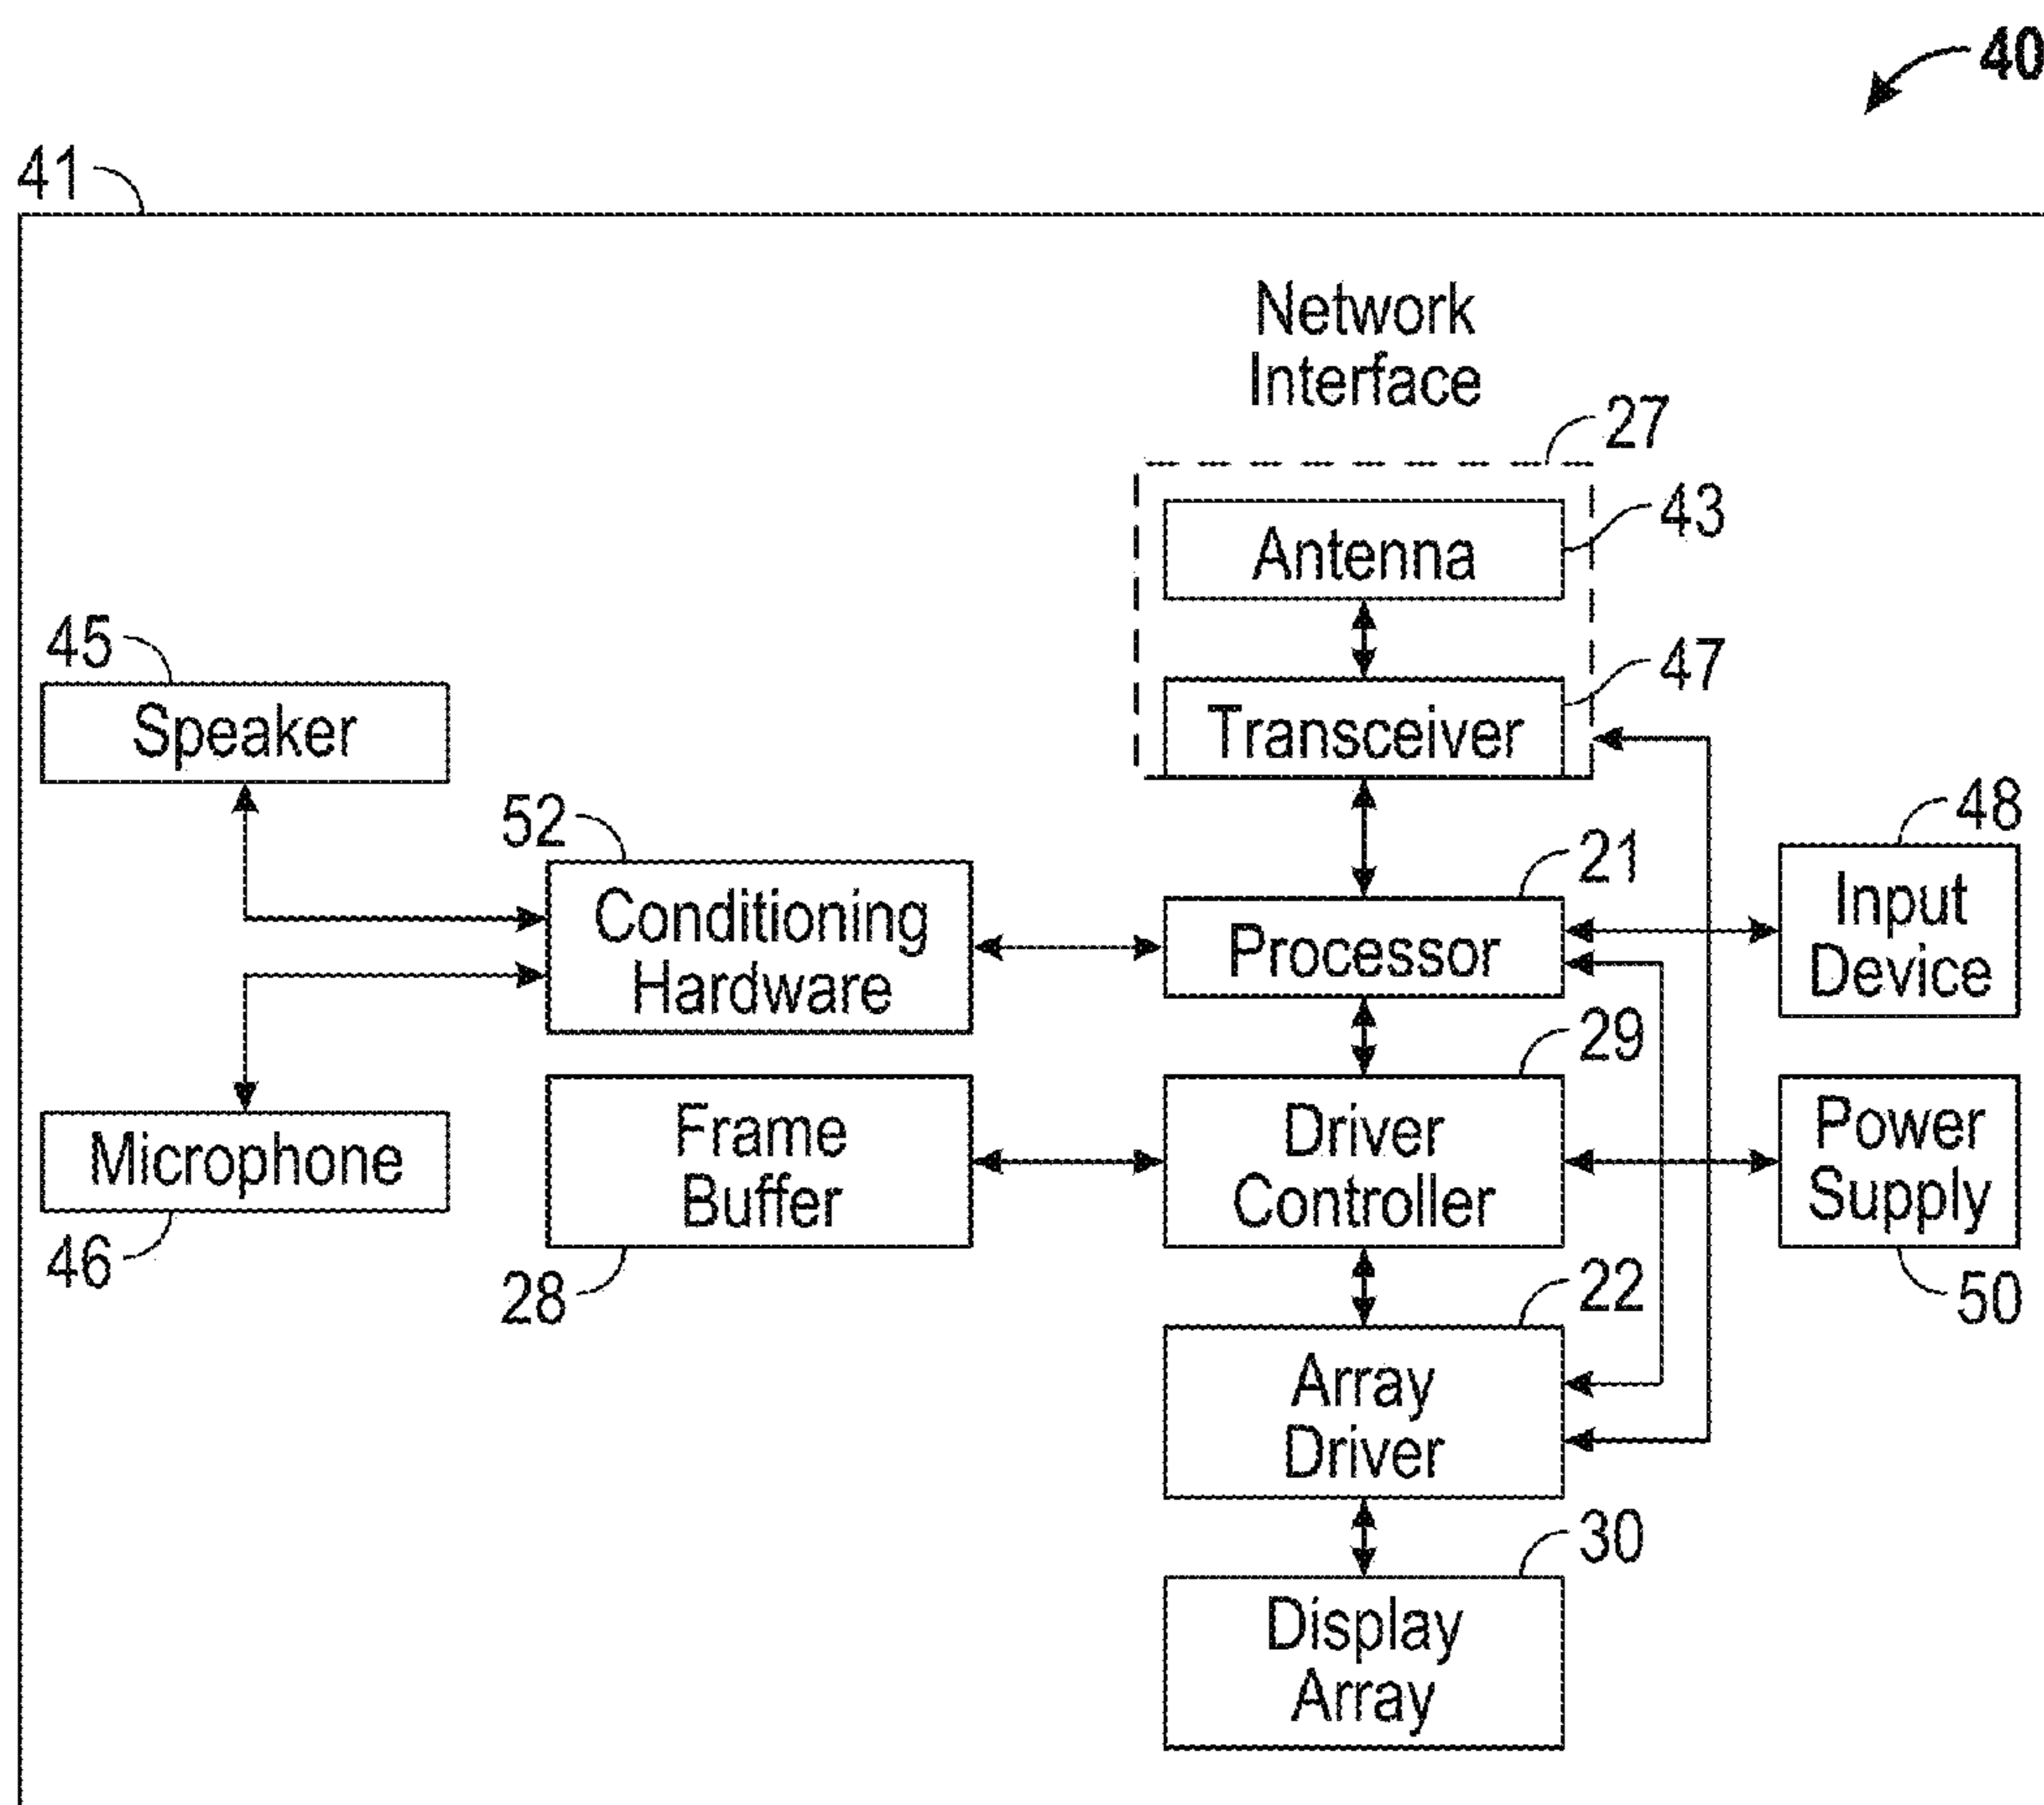 40
41
Network
Interface
27
Antenna
43
45
Speaker
Transceiver
47
52
Conditioning
Hardware
21
Processor
48
Input
Device
29
Microphone
46
Frame
Buffer
28
Driver
Controller
Power
Supply
50
22
Array
Driver
30
Display
Array